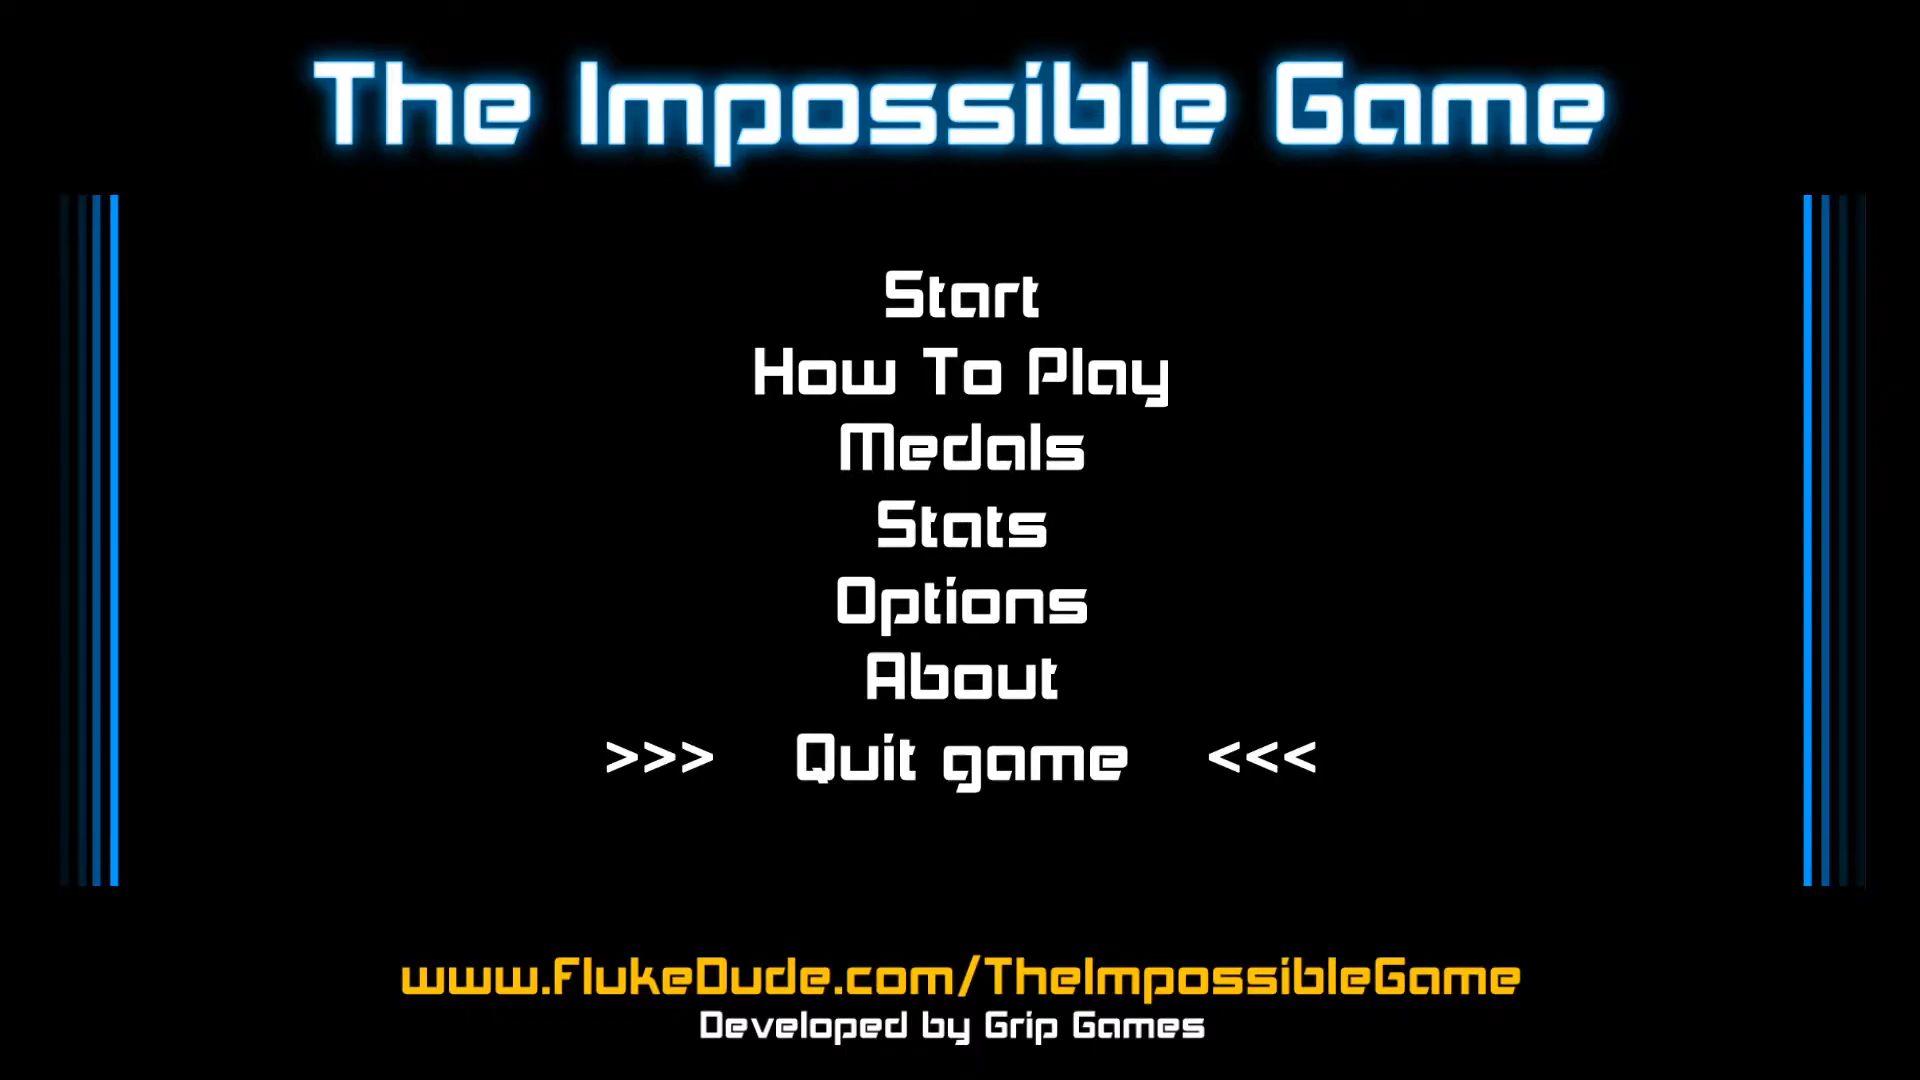 The Impossible Game
Start
How To Play
Medals
Stats
Options
About
>>> Quit game <<<
www.FlukeDude.com/TheImpossibleGame
Developed by Grip Games